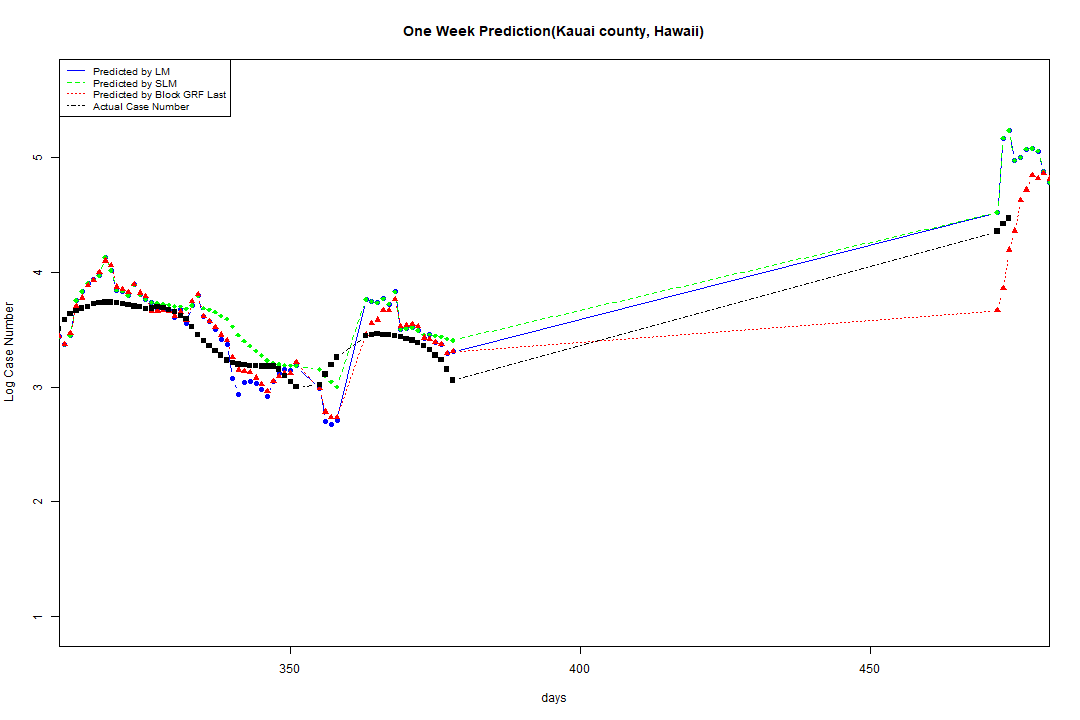 One Week Prediction(Kauai county, Hawaii)
Predicted by LM
Predicted by SLM
Predicted by Block GRF Last
Actual Case Number
Log Case Number
5
4
3
2
1
350
400
450
days